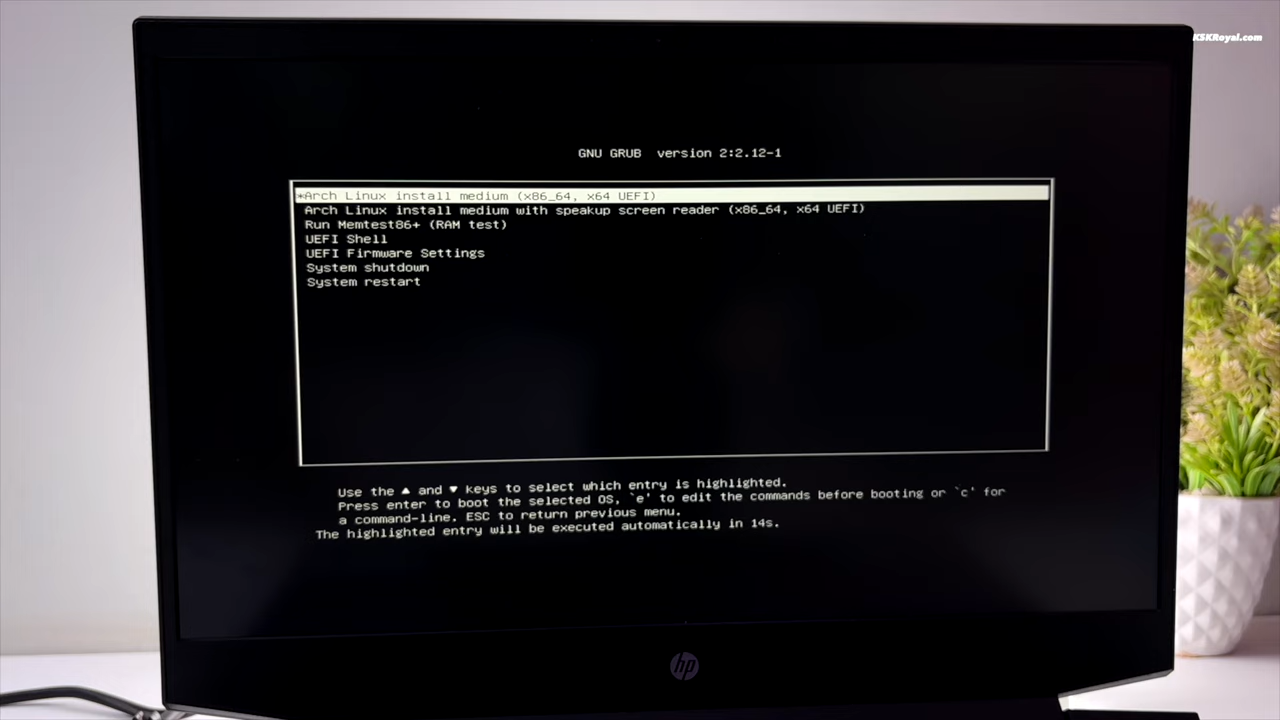 KSKRoyal.com
GNU GRUB version 2:2.12-1
*Arch Linux install medium (x86_64, x64 UEFI)
Arch Linux install medium with speakup screen reader (x86_64, x64 UEFI)
Run Memtest86+ (RAM test)
UEFI Shell
UEFI Firmware Settings
System shutdown
System restart
Use the ▲ and ▼ keys to select which entry is highlighted.
Press enter to boot the selected OS, `e' to edit the commands before booting or `c' for
a command-line. ESC to return previous menu.
The highlighted entry will be executed automatically in 14s.
hp